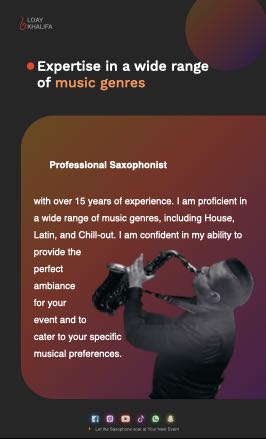 LOAY
KHALIFA
Expertise in a wide range
of music genres
Professional Saxophonist
with over 15 years of experience. I am proficient in
a wide range of music genres, including House,
Latin, and Chill-out. I am confident in my ability to
provide the
perfect
ambiance
for your
event and to
cater to your specific
musical preferences.
Let the Saxophone soar at Your Next Event